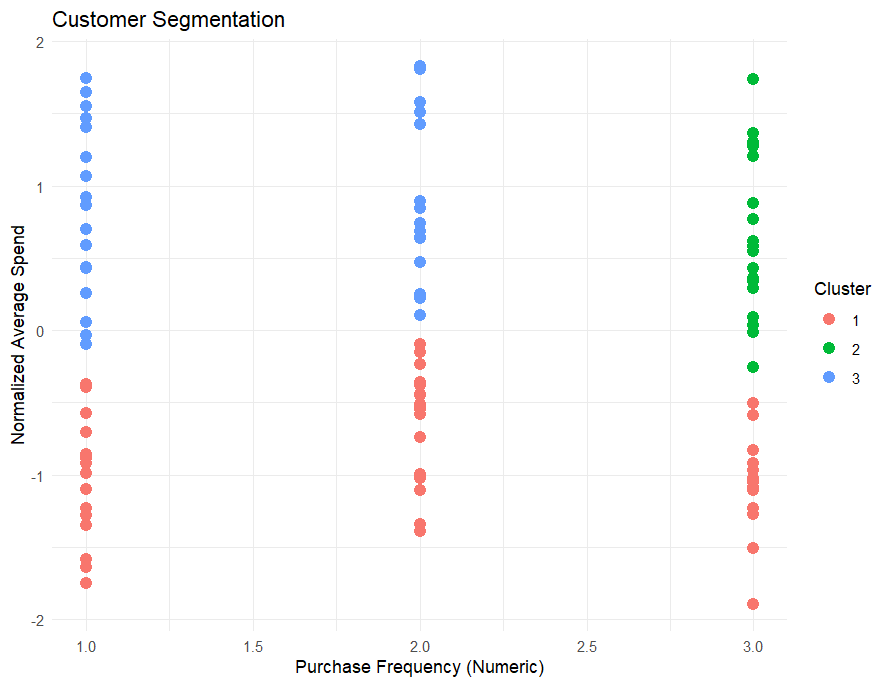 Customer Segmentation
2
1
0
-1
-2
Normalized Average Spend
1.0 1.5 2.0 2.5 3.0
Purchase Frequency (Numeric)
Cluster
1
2
3